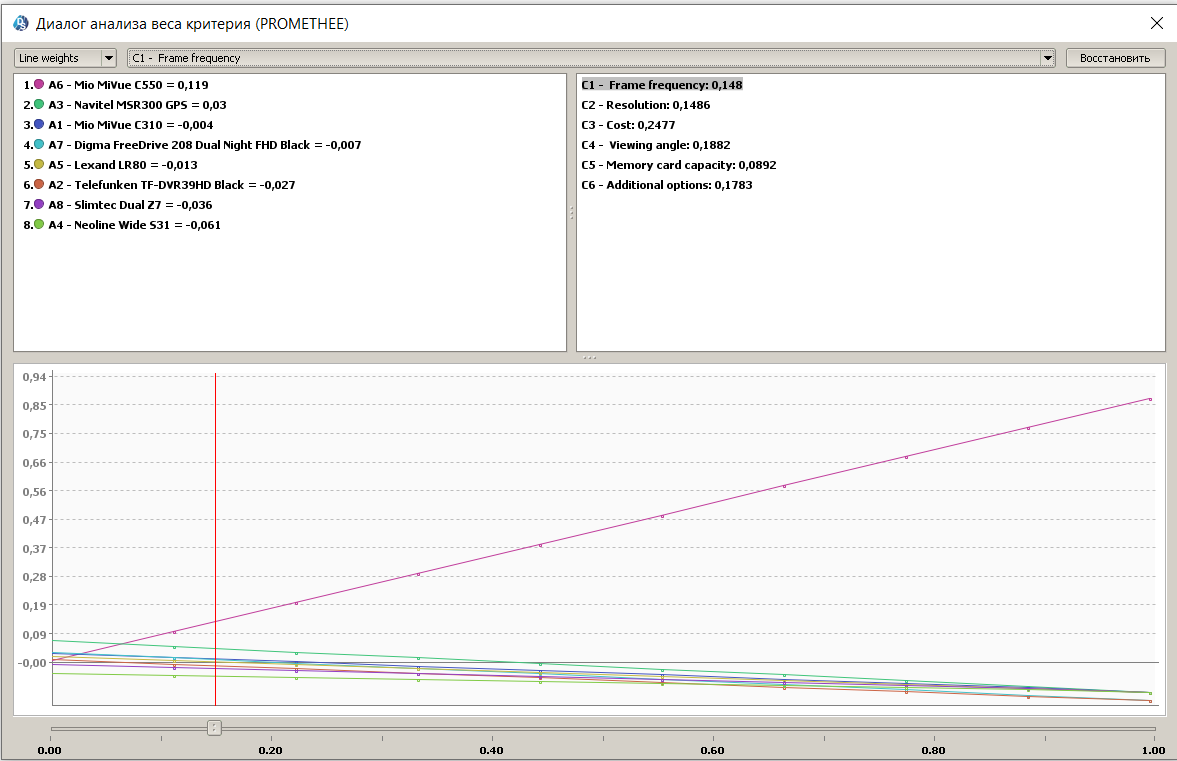 Диалог анализа веса критерия (PROMETHEE)
Line weights
C1 - Frame frequency
Восстановить
1. A6 - Mio MiVue C550 = 0,119
2. A3 - Navitel MSR300 GPS = 0,03
3. A1 - Mio MiVue C310 = -0,004
4. A7 - Digma FreeDrive 208 Dual Night FHD Black = -0,007
5. A5 - Lexand LR80 = -0,013
6. A2 - Telefunken TF-DVR39HD Black = -0,027
7. A8 - Slimtec Dual Z7 = -0,036
8. A4 - Neoline Wide S31 = -0,061
C1 - Frame frequency: 0,148
C2 - Resolution: 0,1486
C3 - Cost: 0,2477
C4 - Viewing angle: 0,1882
C5 - Memory card capacity: 0,0892
C6 - Additional options: 0,1783
0,94
0,85
0,75
0,66
0,56
0,47
0,37
0,28
0,19
0,09
-0,00
0.00 0.20 0.40 0.60 0.80 1.00